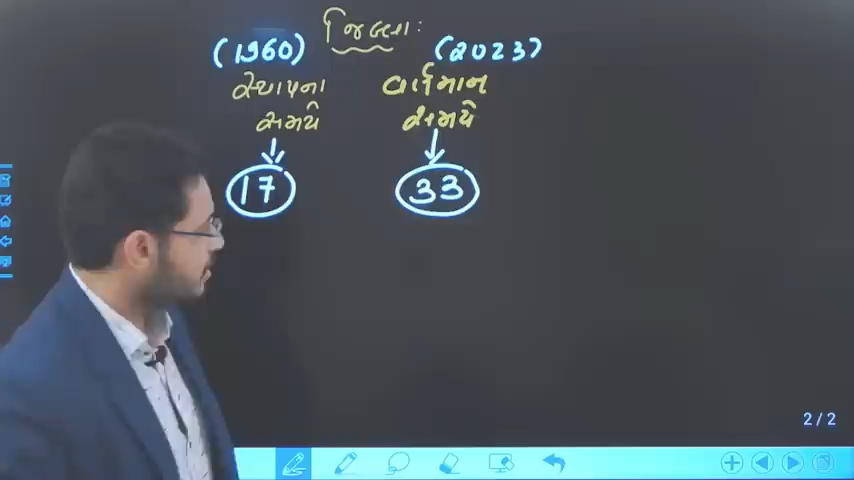 જિલ્લા:
(1960) (2023)
સ્થાપના વર્તમાન
સમયે સમયે
17 33
2/2